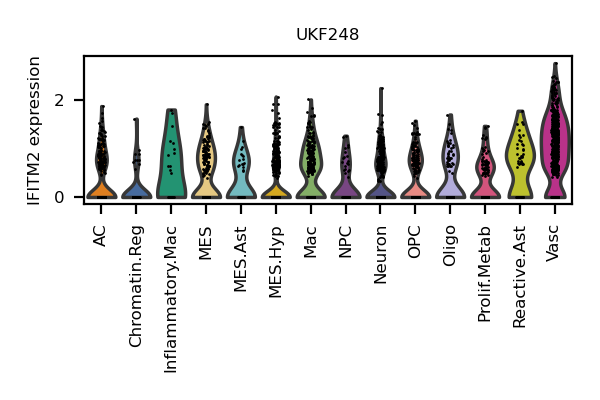 UKF248
IFITM2 expression
2
0
AC
Chromatin.Reg
Inflammatory.Mac
MES
MES.Ast
MES.Hyp
Mac
NPC
Neuron
OPC
Oligo
Prolif.Metab
Reactive.Ast
Vasc